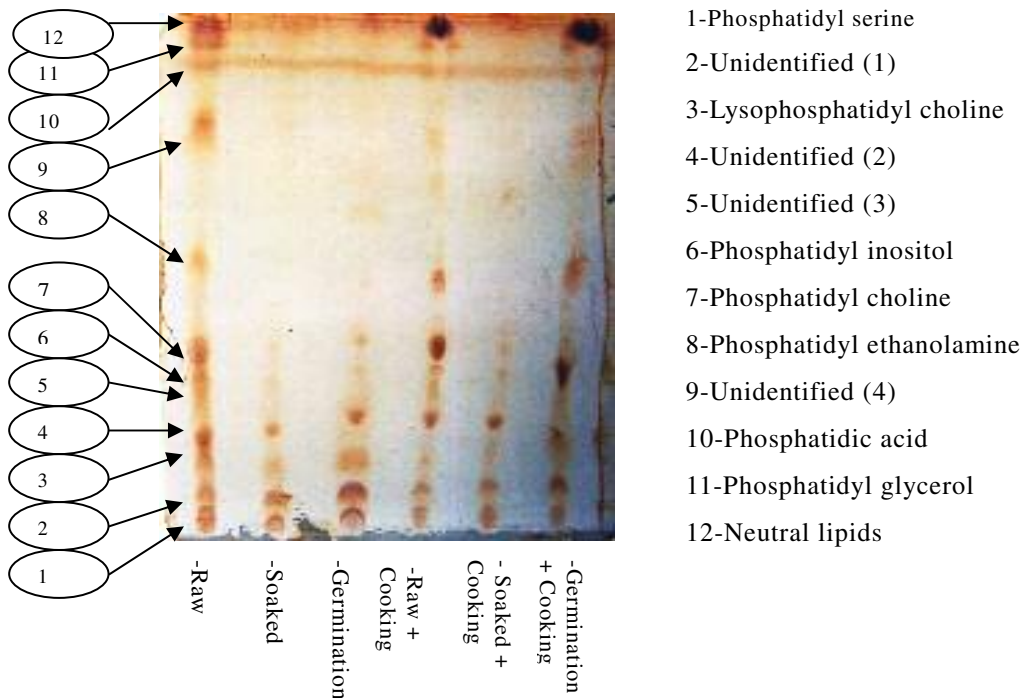 12
11
10
9
8
7
6
5
4
3
2
1
1-Phosphatidyl serine
2-Unidentified (1)
3-Lysophosphatidyl choline
4-Unidentified (2)
5-Unidentified (3)
6-Phosphatidyl inositol
7-Phosphatidyl choline
8-Phosphatidyl ethanolamine
9-Unidentified (4)
10-Phosphatidic acid
11-Phosphatidyl glycerol
12-Neutral lipids
-Raw
-Soaked
-Germination
-Raw +
Cooking
- Soaked +
Cooking
-Germination
+ Cooking